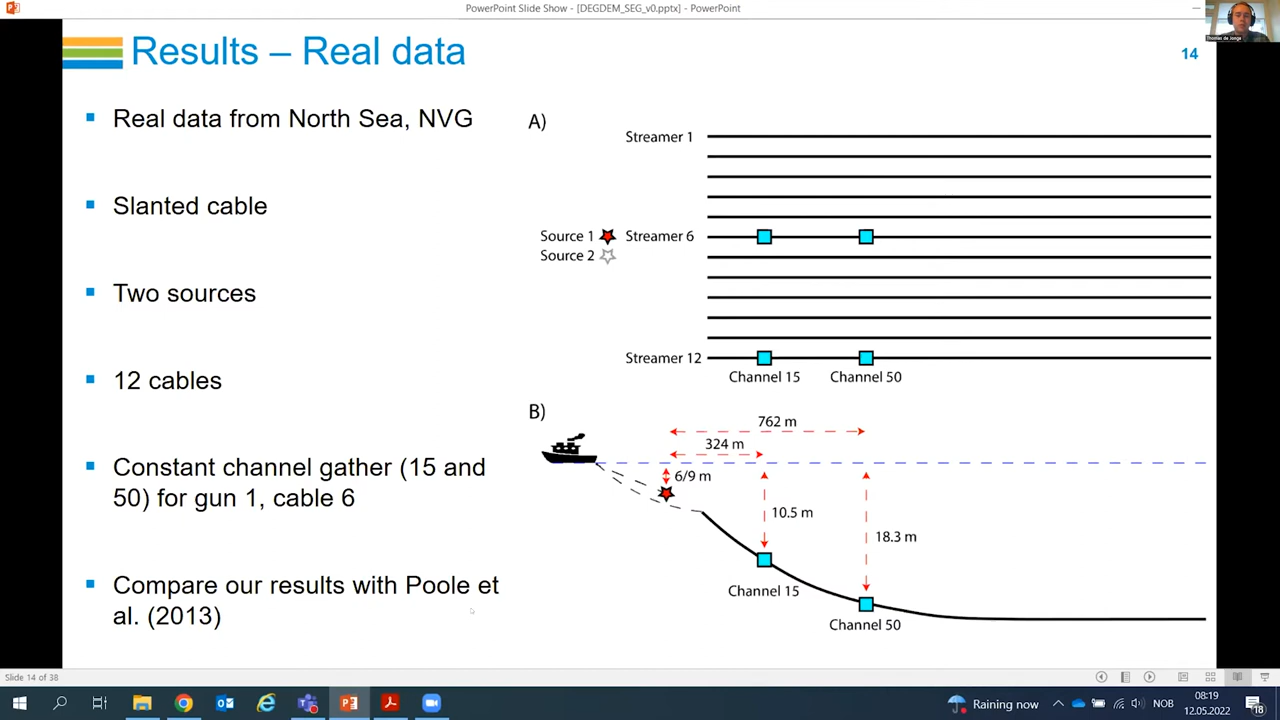 PowerPoint Slide Show - [DEGDEM_SEG_v0.pptx] - PowerPoint
Thomas de Jonge
Results – Real data
14
Real data from North Sea, NVG
Slanted cable
Two sources
12 cables
Constant channel gather (15 and
50) for gun 1, cable 6
Compare our results with Poole et
al. (2013)
A)
Streamer 1
Source 1
Streamer 6
Source 2
Streamer 12
Channel 15
Channel 50
B)
762 m
324 m
6/9 m
10.5 m
18.3 m
Channel 15
Channel 50
Slide 14 of 38
Raining now
NOB
08:19
12.05.2022
18